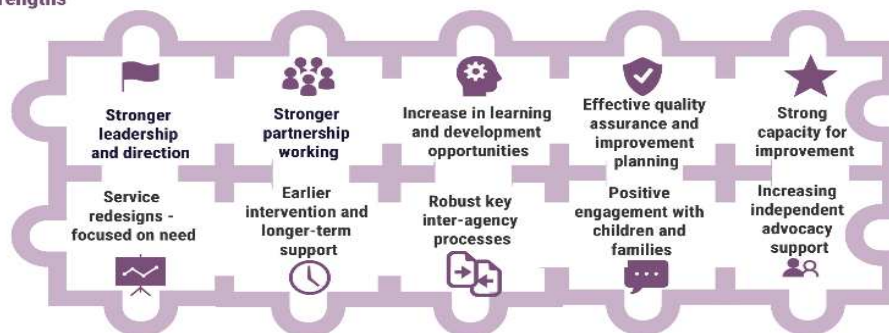 Stronger
leadership
and direction
Stronger
partnership
working
Increase in learning
and development
opportunities
Effective quality
assurance and
improvement
planning
Strong
capacity for
improvement
Service
redesigns -
focused on need
Earlier
intervention and
longer-term
support
Robust key
inter-agency
processes
Positive
engagement with
children and
families
Increasing
independent
advocacy
support